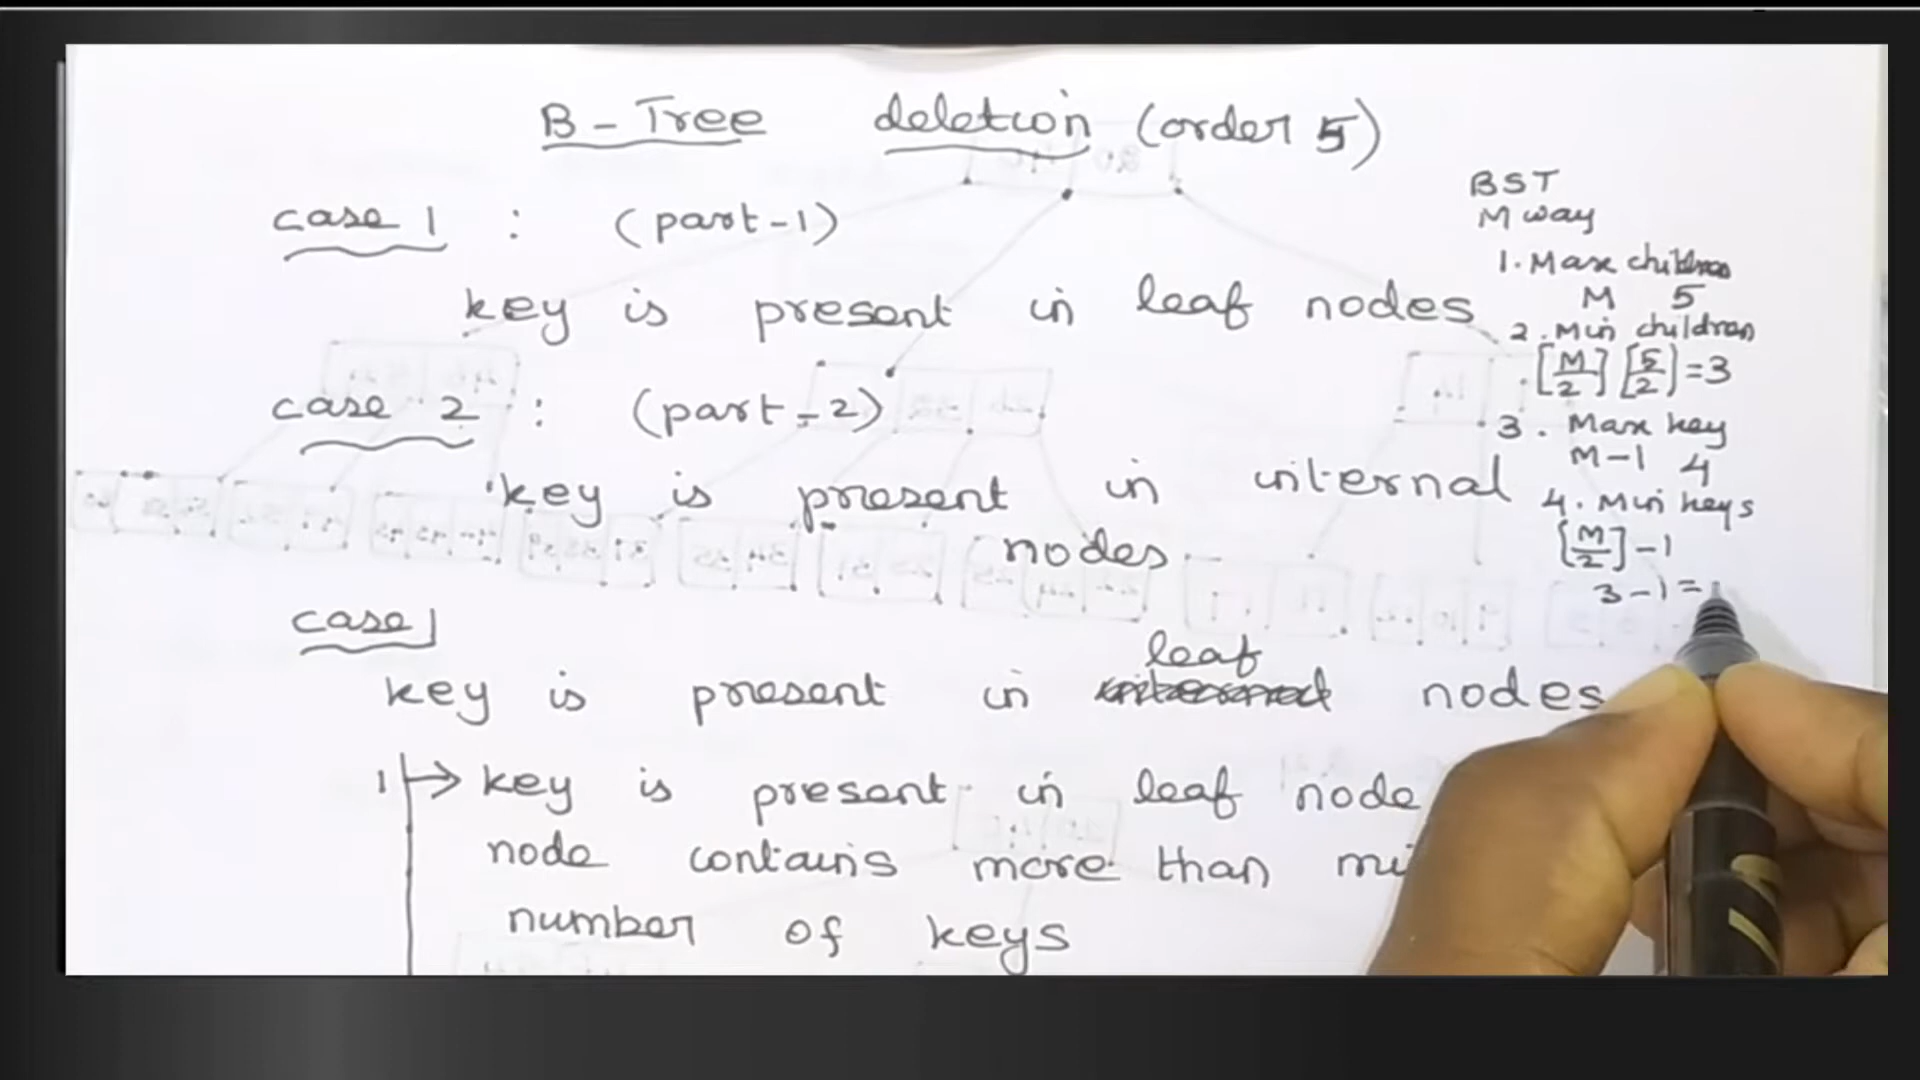 B-Tree deletion (order 5)
case 1 : (part-1)
key is present in leaf nodes
case 2 : (part-2)
key is present in internal
nodes
case 1
key is present in leaf nodes
1 → key is present in leaf node
node contains more than mi
number of keys
BST
M way
1. Max children
M 5
2. Min children
[M/2] [5/2] = 3
3. Max key
M-1 4
4. Min keys
[M/2] - 1
3-1 =